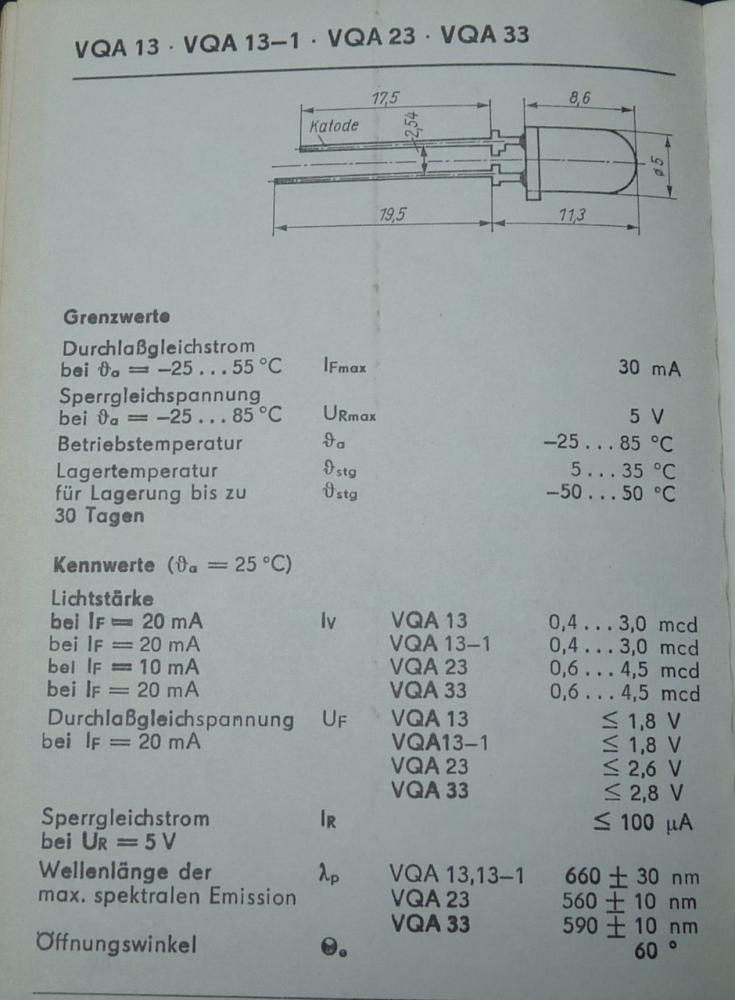 VQA 13 · VQA 13–1 · VQA 23 · VQA 33
17,5
8,6
Katode
2,54
ø5
19,5
11,3
Grenzwerte
Durchlaßgleichstrom
bei ϑa = –25 ... 55 °C IFmax 30 mA
Sperrgleichspannung
bei ϑa = –25 ... 85 °C URmax 5 V
Betriebstemperatur ϑa –25 ... 85 °C
Lagertemperatur ϑstg 5 ... 35 °C
für Lagerung bis zu ϑstg –50 ... 50 °C
30 Tagen
Kennwerte (ϑa = 25 °C)
Lichtstärke
bei IF = 20 mA Iv VQA 13 0,4 ... 3,0 mcd
bei IF = 20 mA VQA 13–1 0,4 ... 3,0 mcd
bei IF = 10 mA VQA 23 0,6 ... 4,5 mcd
bei IF = 20 mA VQA 33 0,6 ... 4,5 mcd
Durchlaßgleichspannung UF VQA 13 ≤ 1,8 V
bei IF = 20 mA VQA13–1 ≤ 1,8 V
VQA 23 ≤ 2,6 V
VQA 33 ≤ 2,8 V
Sperrgleichstrom IR ≤ 100 µA
bei UR = 5 V
Wellenlänge der λp VQA 13,13–1 660 ± 30 nm
max. spektralen Emission VQA 23 560 ± 10 nm
VQA 33 590 ± 10 nm
Öffnungswinkel Θe 60 °